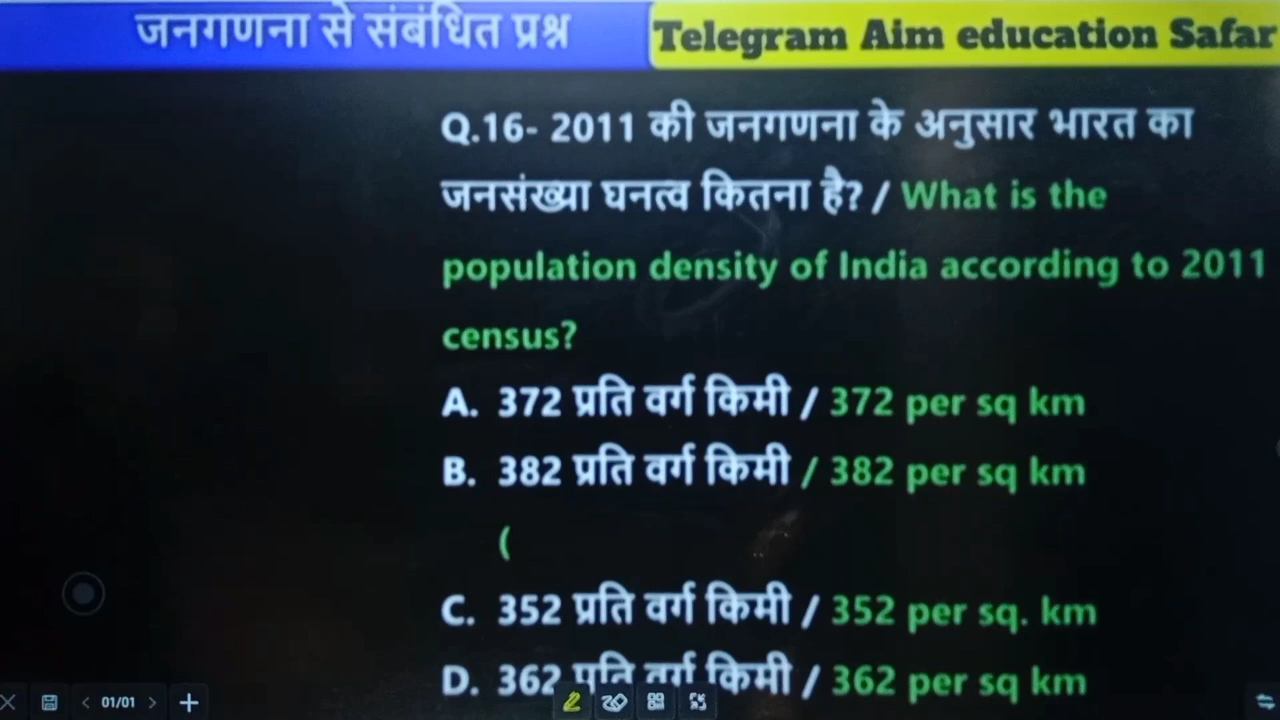 जनगणना से संबंधित प्रश्न
Telegram Aim education Safar
Q.16- 2011 की जनगणना के अनुसार भारत का
जनसंख्या घनत्व कितना है? / What is the
population density of India according to 2011
census?
A. 372 प्रति वर्ग किमी / 372 per sq km
B. 382 प्रति वर्ग किमी / 382 per sq km
(
C. 352 प्रति वर्ग किमी / 352 per sq. km
D. 362 प्रति वर्ग किमी / 362 per sq km
01/01